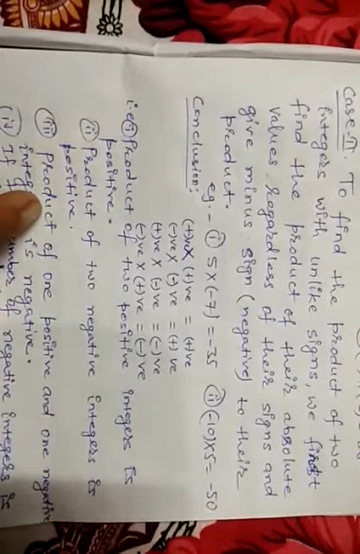 Case III. To find the product of two
integers with unlike signs, we first
find the product of their absolute
values regardless of their signs and
give minus sign (negative) to their
product.
eg. - (i) 5 X (-7) = -35 (ii) (-10) X 5 = -50
Conclusion:
(+)ve X (+)ve = (+)ve
(-)ve X (-)ve = (+)ve
(+)ve X (-)ve = (-)ve
(-)ve X (+)ve = (-)ve
i.e. (i) Product of two positive integers is
positive.
(ii) Product of two negative integers is
positive.
(iii) Product of one positive and one negative
is negative.
(iv) If number of negative integers is